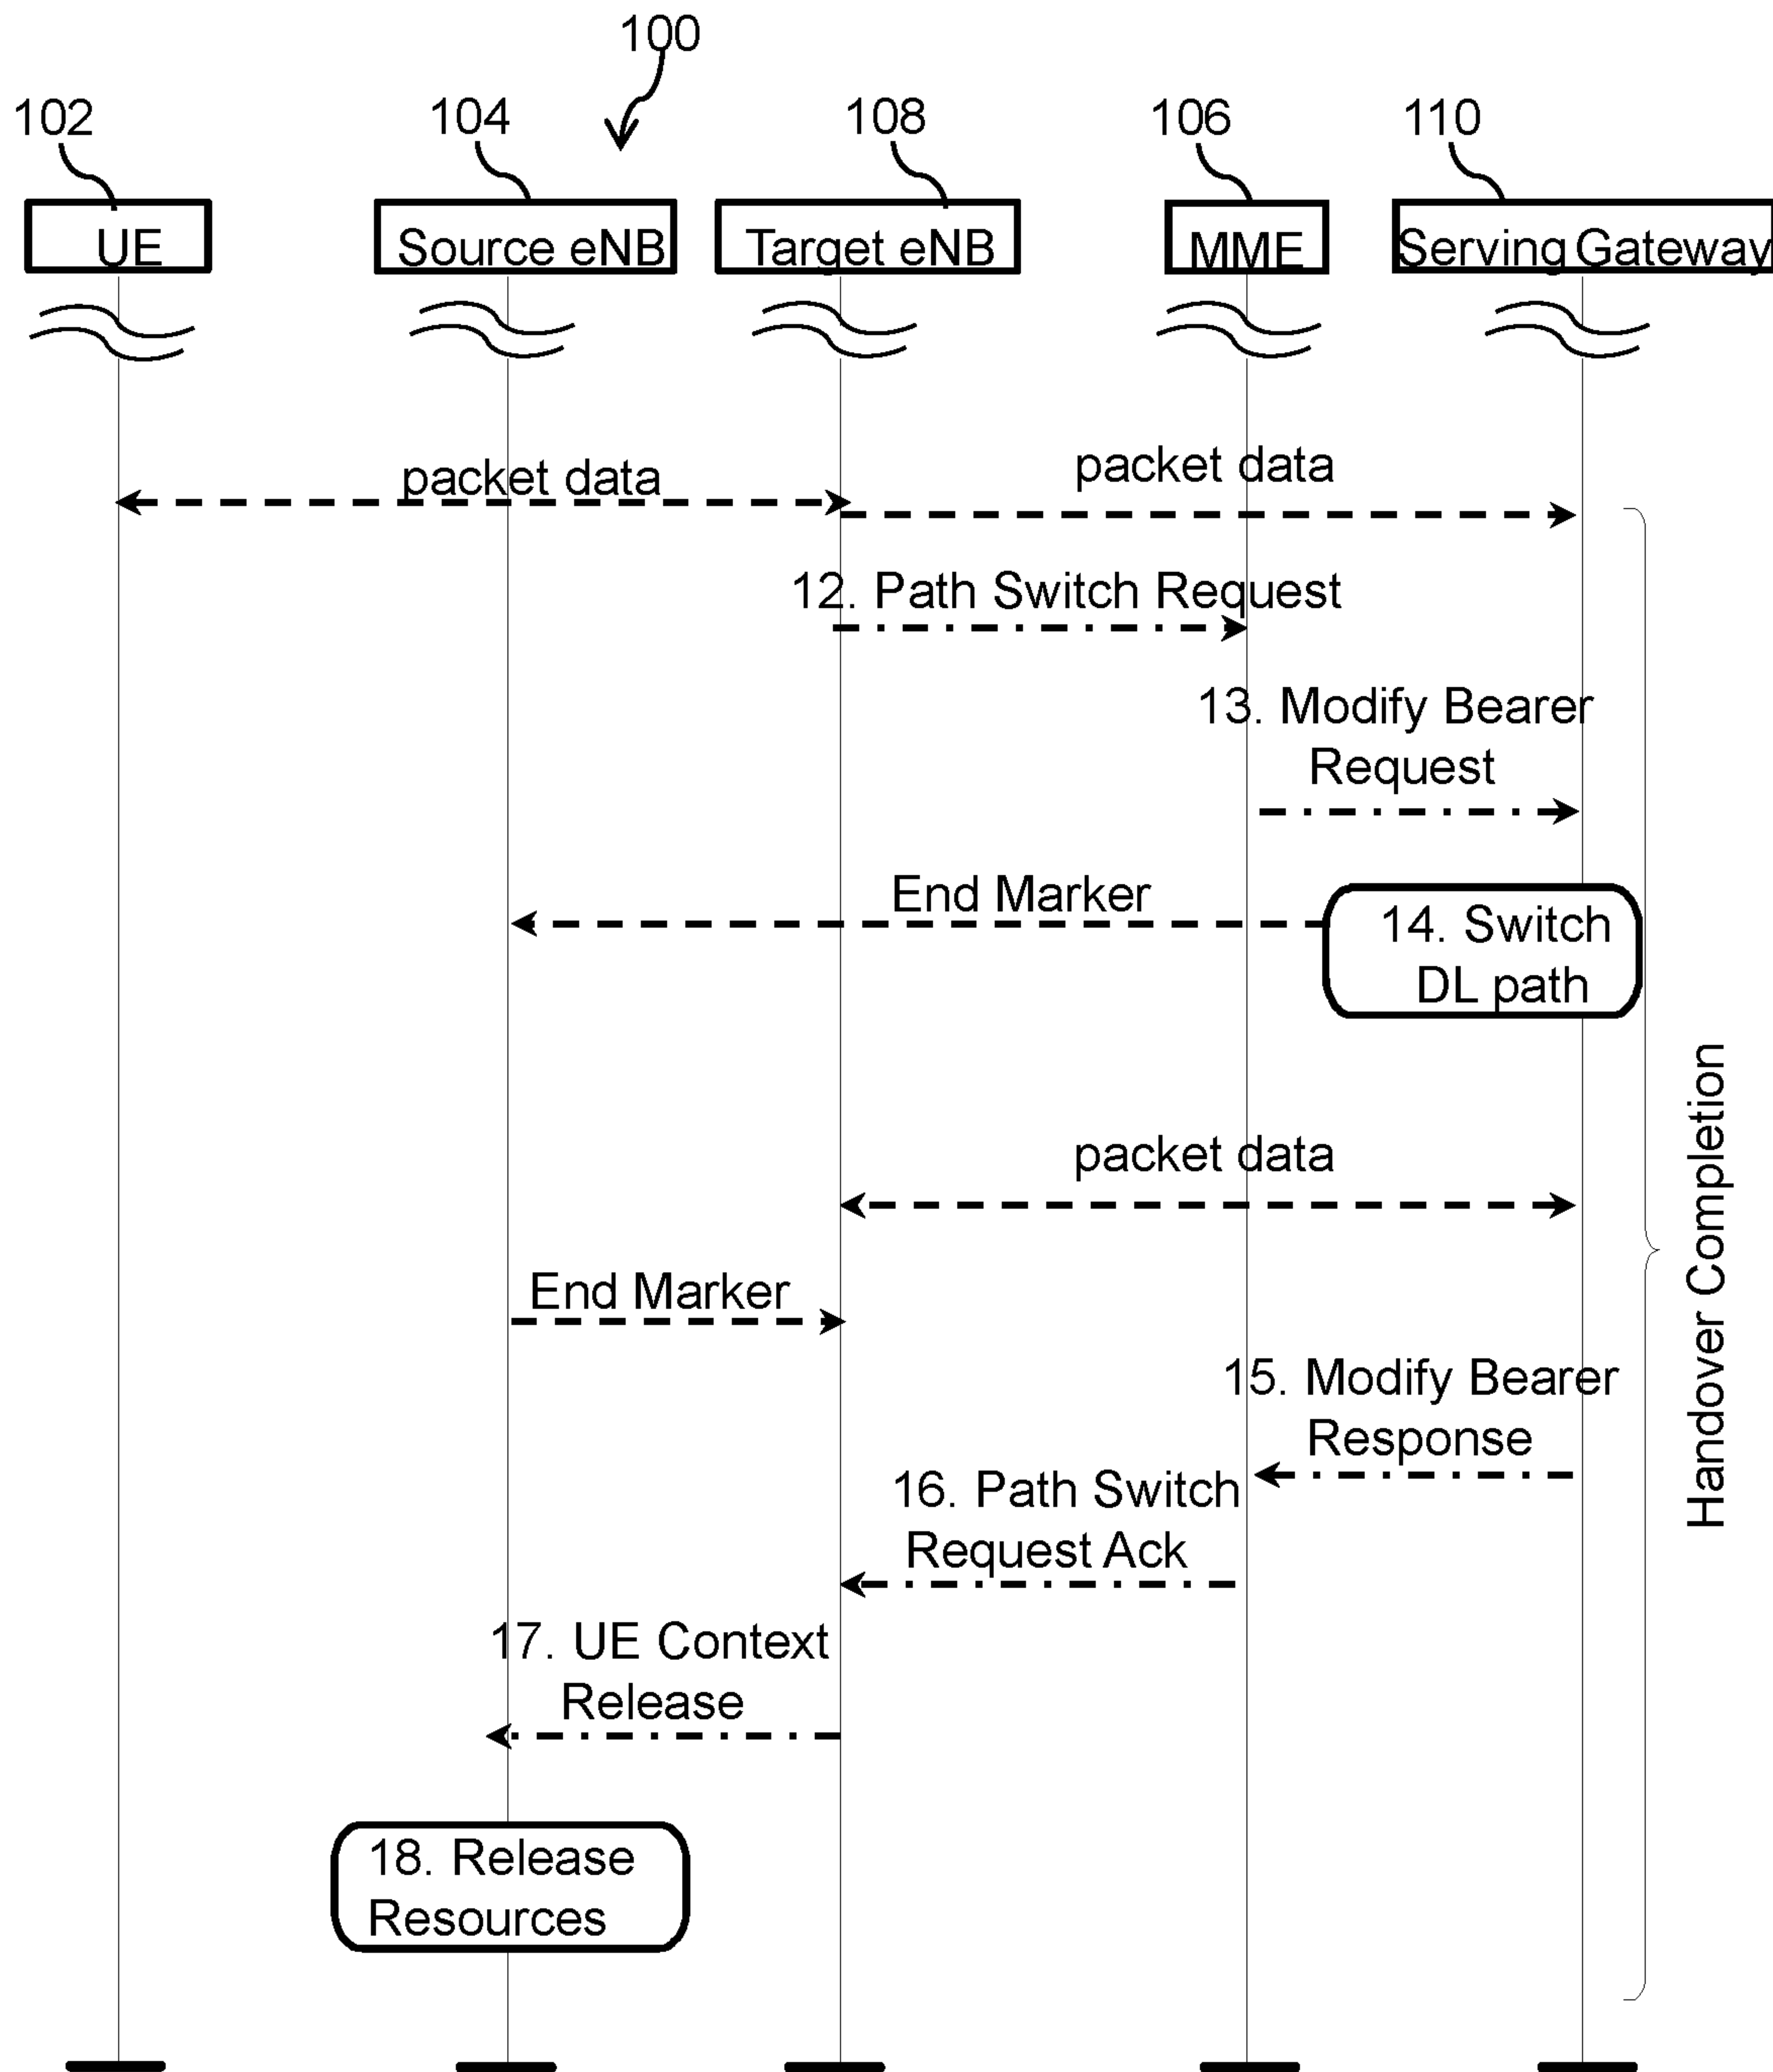 100
102
104
108
106
110
UE
Source eNB
Target eNB
MME
Serving Gateway
packet data
packet data
12. Path Switch Request
13. Modify Bearer
Request
End Marker
14. Switch
DL path
packet data
End Marker
15. Modify Bearer
Response
16. Path Switch
Request Ack
17. UE Context
Release
18. Release
Resources
Handover Completion